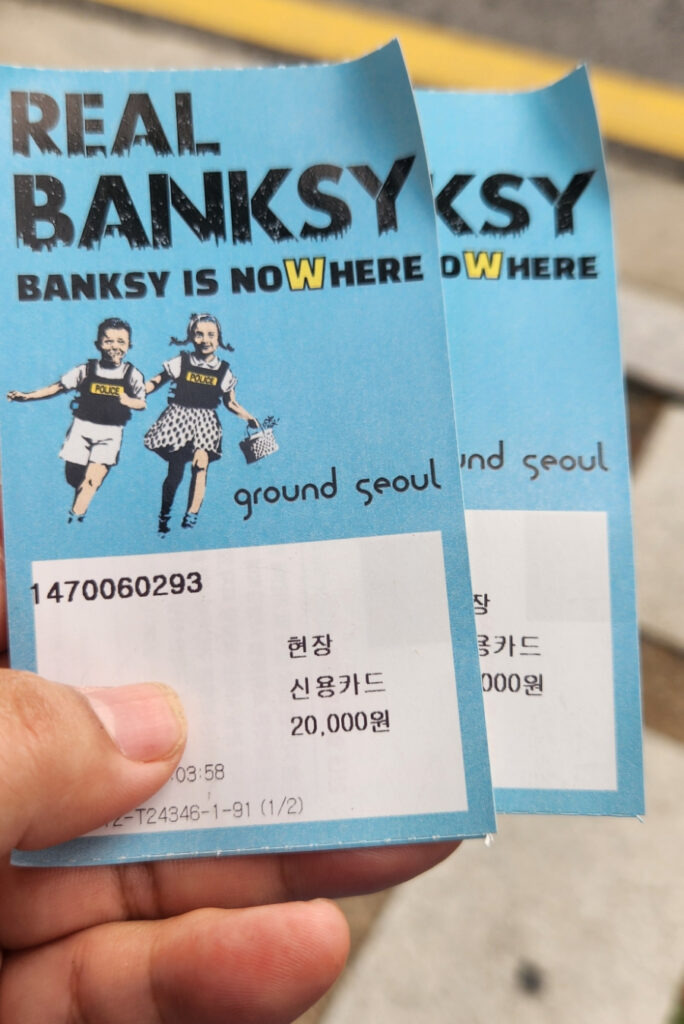 REAL
BANKSY
BANKSY IS NOWHERE
POLICE
POLICE
ground seoul
1470060293
현장
신용카드
20,000원
03:58
-T24346-1-91 (1/2)
KSY
OWHERE
und seoul
장
용카드
000원